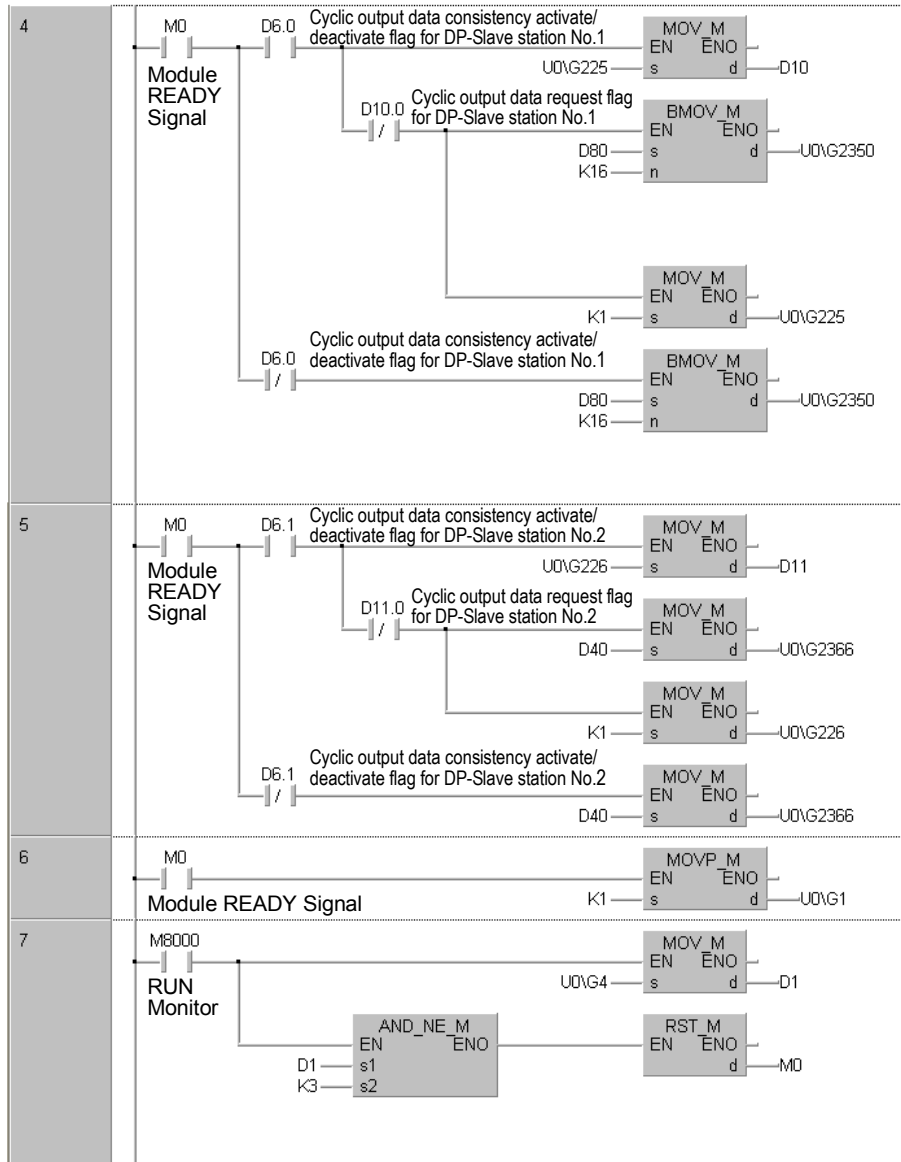 4
M0
D6.0
Cyclic output data consistency activate/
deactivate flag for DP-Slave station No.1
MOV_M
EN ENO
U0\G225 s d D10
Module
READY
Signal
D10.0
Cyclic output data request flag
for DP-Slave station No.1
/
BMOV_M
EN ENO
D80 s d U0\G2350
K16 n
MOV_M
EN ENO
K1 s d U0\G225
Cyclic output data consistency activate/
D6.0 deactivate flag for DP-Slave station No.1
/
BMOV_M
EN ENO
D80 s d U0\G2350
K16 n
5
M0
D6.1
Cyclic output data consistency activate/
deactivate flag for DP-Slave station No.2
MOV_M
EN ENO
U0\G226 s d D11
Module
READY
Signal
D11.0
Cyclic output data request flag
for DP-Slave station No.2
/
MOV_M
EN ENO
D40 s d U0\G2366
MOV_M
EN ENO
K1 s d U0\G226
Cyclic output data consistency activate/
D6.1 deactivate flag for DP-Slave station No.2
/
MOV_M
EN ENO
D40 s d U0\G2366
6
M0
MOVP_M
EN ENO
Module READY Signal
K1 s d U0\G1
7
M8000
MOV_M
EN ENO
U0\G4 s d D1
RUN
Monitor
AND_NE_M
EN ENO
D1 s1
K3 s2
RST_M
EN ENO
d M0